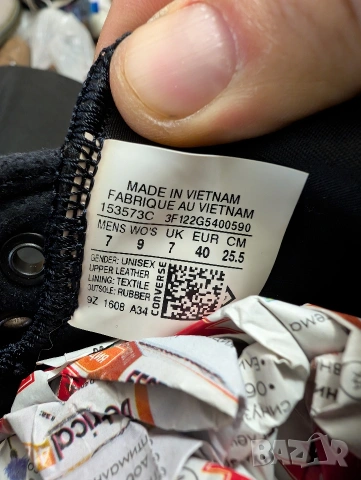 MADE IN VIETNAM
FABRIQUE AU VIETNAM
153573C 3F122G5400590
MENS WO'S UK EUR CM
7 9 7 40 25.5
GENDER: UNISEX
UPPER LEATHER
LINING: TEXTILE
OUTSOLE: RUBBER
9Z 1608 A34
CONVERSE
BAZAR